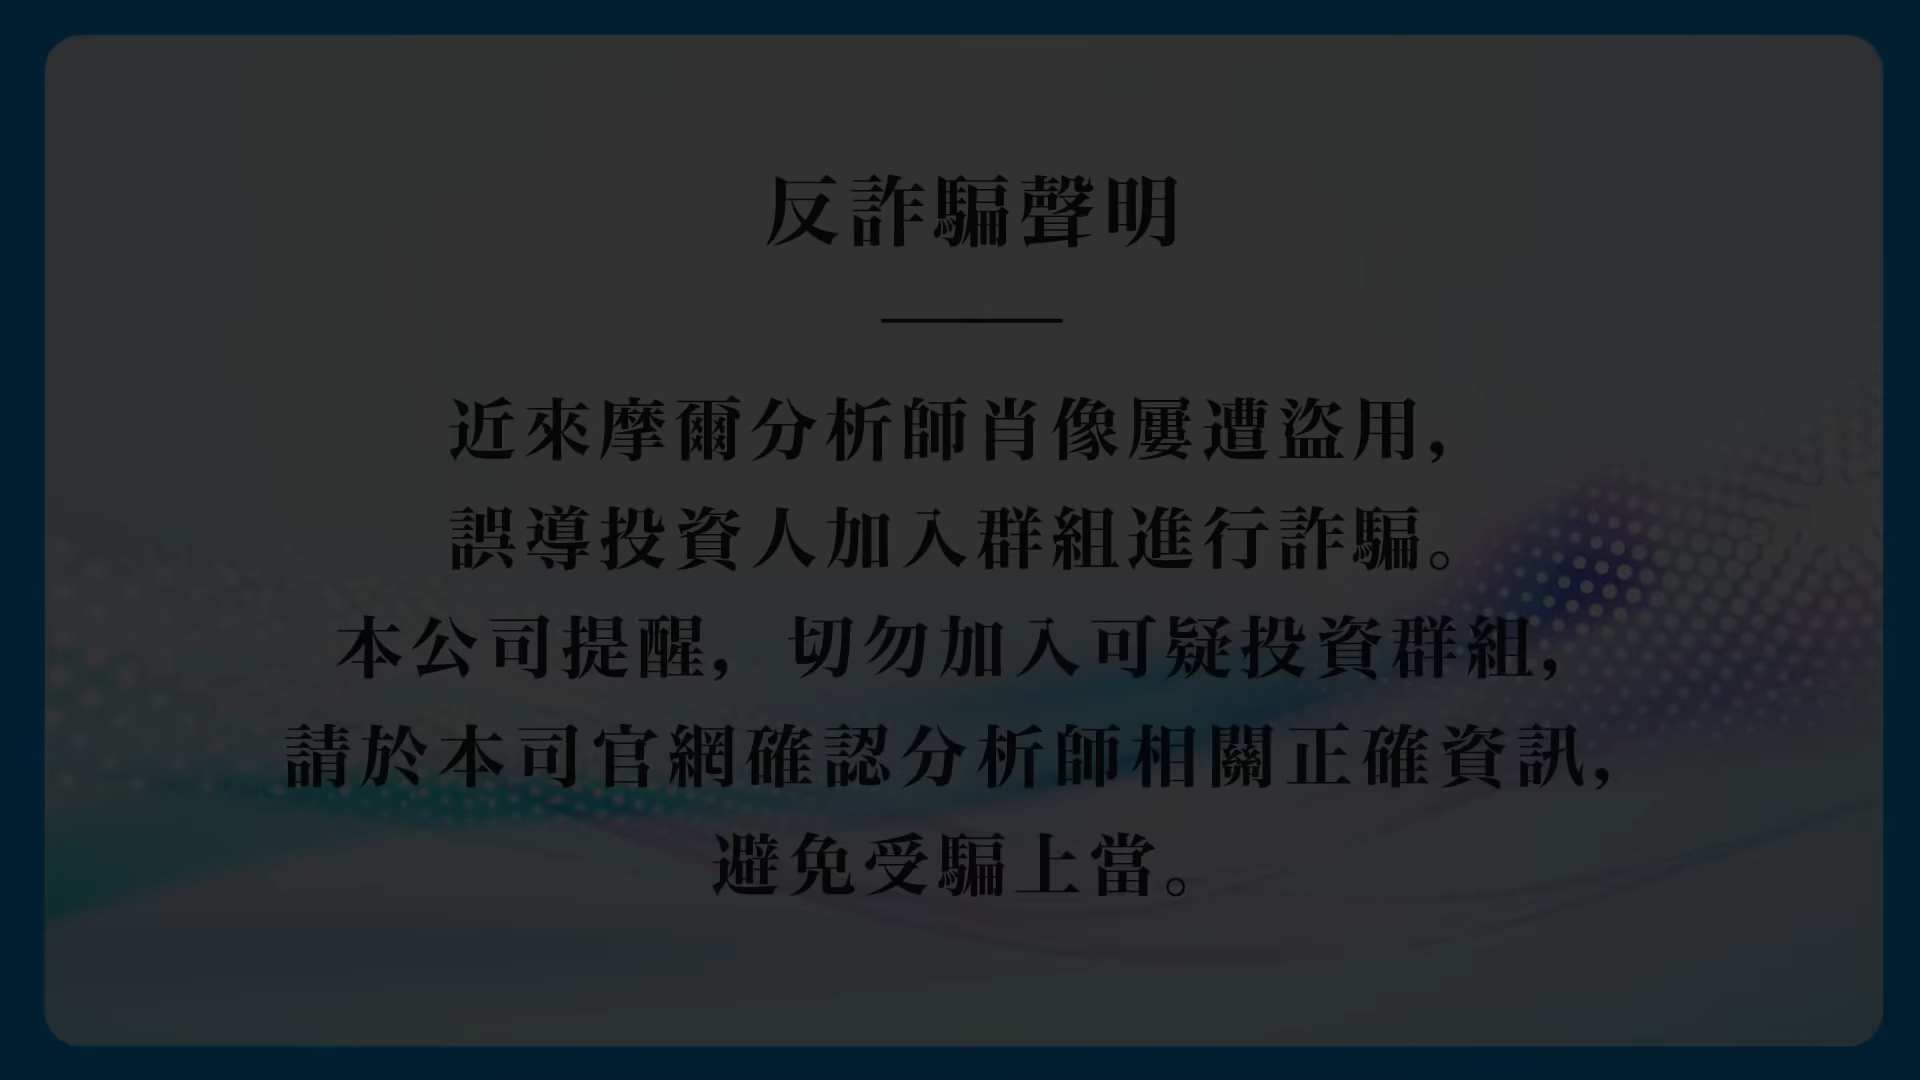 反詐騙聲明
近來摩爾分析師肖像屢遭盜用，
誤導投資人加入群組進行詐騙。
本公司提醒，切勿加入可疑投資群組，
請於本司官網確認分析師相關正確資訊，
避免受騙上當。